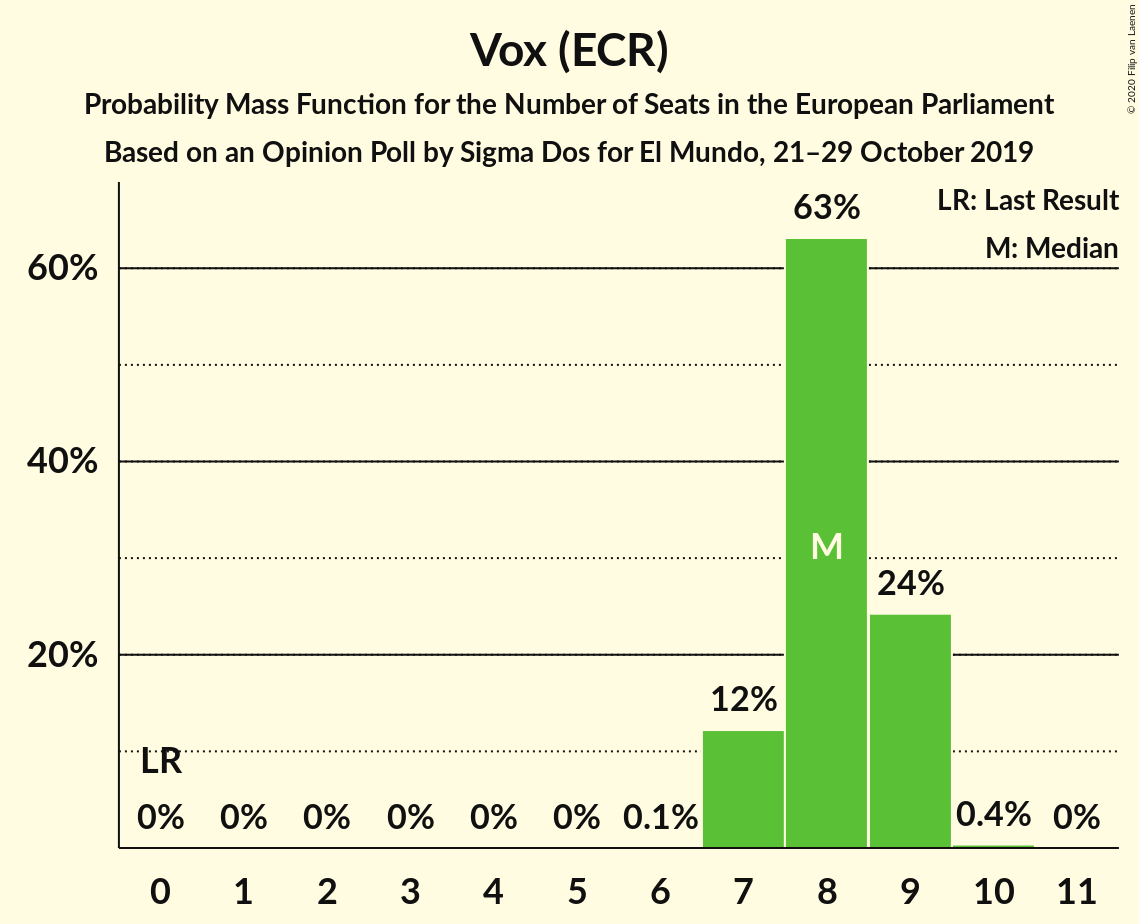 Vox (ECR)
Probability Mass Function for the Number of Seats in the European Parliament
Based on an Opinion Poll by Sigma Dos for El Mundo, 21–29 October 2019
© 2020 Filip van Laenen
LR: Last Result
M: Median
63%
60%
40%
M
24%
20%
12%
LR
0% 0% 0% 0% 0% 0% 0.1% 0.4% 0%
0 1 2 3 4 5 6 7 8 9 10 11